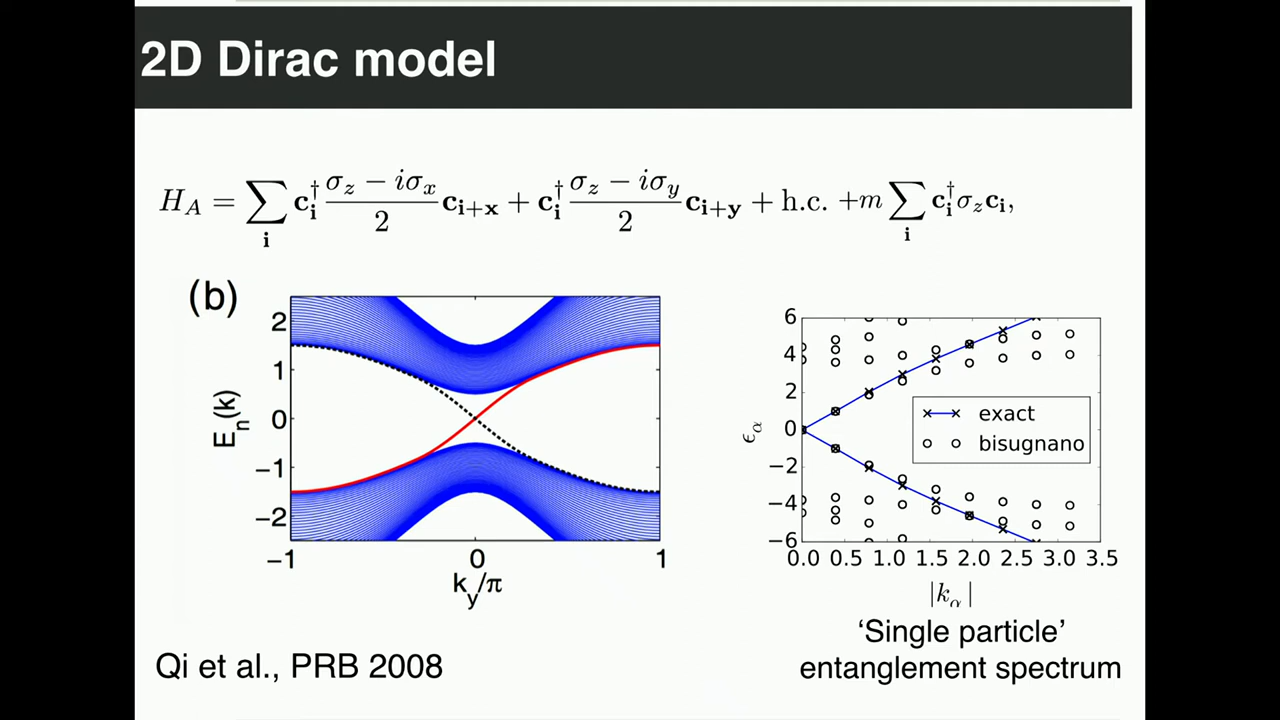 2D Dirac model
H_A = ∑_i c_i^† (σ_z − iσ_x)/2 c_{i+x} + c_i^† (σ_z − iσ_y)/2 c_{i+y} + h.c. +m ∑_i c_i^† σ_z c_i,
(b)
2
1
0
−1
−2
E_n(k)
−1 0 1
k_y/π
6
4
2
0
−2
−4
−6
ϵ_α
exact
bisugnano
0.0 0.5 1.0 1.5 2.0 2.5 3.0 3.5
|k_α|
‘Single particle’
entanglement spectrum
Qi et al., PRB 2008